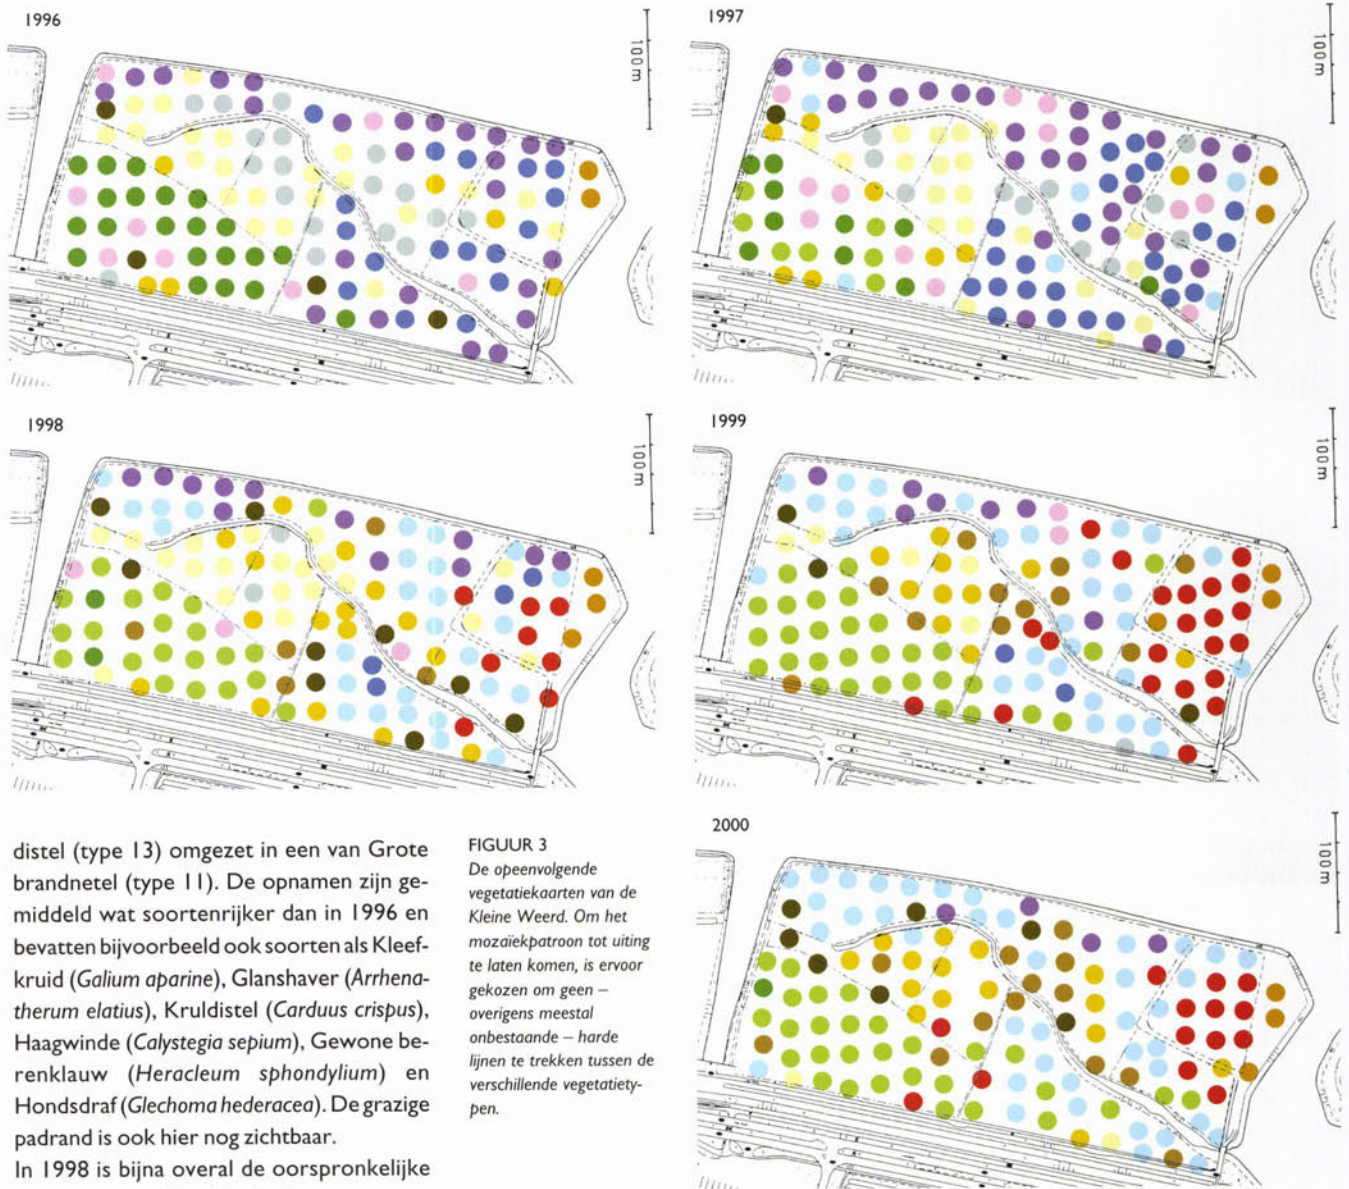 1996
100m
1997
100m
1998
100m
1999
100m
2000
100m
distel (type 13) omgezet in een van Grote
brandnetel (type 11). De opnamen zijn ge-
middeld wat soortenrijker dan in 1996 en
bevatten bijvoorbeeld ook soorten als Kleef-
kruid (Galium aparine), Glanshaver (Arrhena-
therum elatius), Kruldistel (Carduus crispus),
Haagwinde (Calystegia sepium), Gewone be-
renklauw (Heracleum sphondylium) en
Hondsdraf (Glechoma hederacea). De grazige
padrand is ook hier nog zichtbaar.
In 1998 is bijna overal de oorspronkelijke
FIGUUR 3
De opeenvolgende
vegetatiekaarten van de
Kleine Weerd. Om het
mozaïekpatroon tot uiting
te laten komen, is ervoor
gekozen om geen –
overigens meestal
onbestaande – harde
lijnen te trekken tussen de
verschillende vegetatiety-
pen.